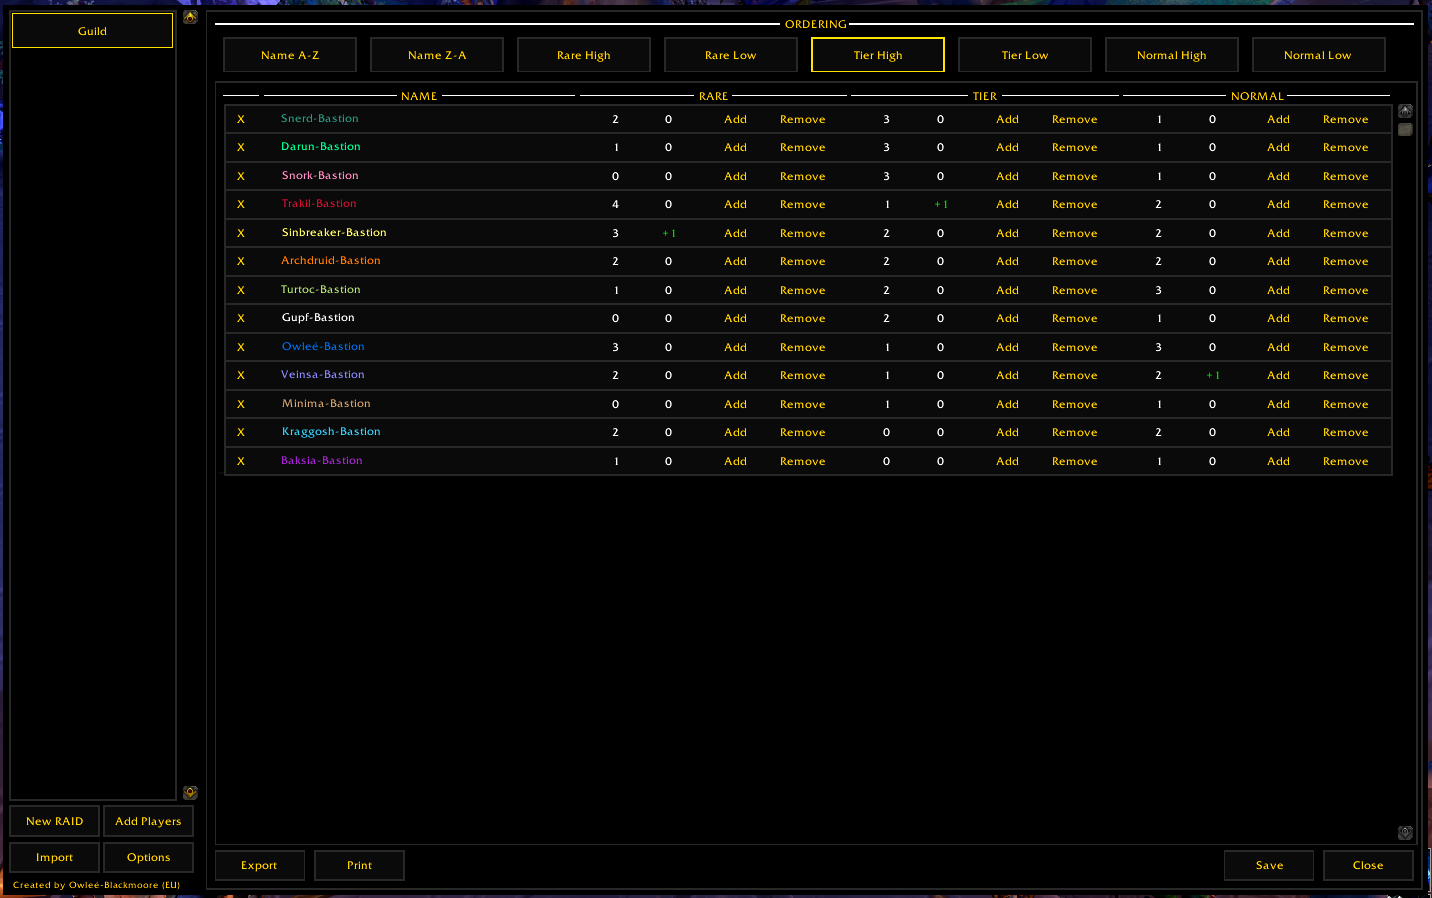 Guild
ORDERING
Name A-Z Name Z-A Rare High Rare Low Tier High Tier Low Normal High Normal Low
NAME RARE TIER NORMAL
X Snerd-Bastion 2 0 Add Remove 3 0 Add Remove 1 0 Add Remove
X Darun-Bastion 1 0 Add Remove 3 0 Add Remove 1 0 Add Remove
X Snork-Bastion 0 0 Add Remove 3 0 Add Remove 1 0 Add Remove
X Trakil-Bastion 4 0 Add Remove 1 +1 Add Remove 2 0 Add Remove
X Sinbreaker-Bastion 3 +1 Add Remove 2 0 Add Remove 2 0 Add Remove
X Archdruid-Bastion 2 0 Add Remove 2 0 Add Remove 2 0 Add Remove
X Turtoc-Bastion 1 0 Add Remove 2 0 Add Remove 3 0 Add Remove
X Gupf-Bastion 0 0 Add Remove 2 0 Add Remove 1 0 Add Remove
X Owleé-Bastion 3 0 Add Remove 1 0 Add Remove 3 0 Add Remove
X Veinsa-Bastion 2 0 Add Remove 1 0 Add Remove 2 +1 Add Remove
X Minima-Bastion 0 0 Add Remove 1 0 Add Remove 1 0 Add Remove
X Kraggosh-Bastion 2 0 Add Remove 0 0 Add Remove 2 0 Add Remove
X Baksia-Bastion 1 0 Add Remove 0 0 Add Remove 1 0 Add Remove
New RAID Add Players
Import Options
Created by Owleé-Blackmoore (EU)
Export Print Save Close